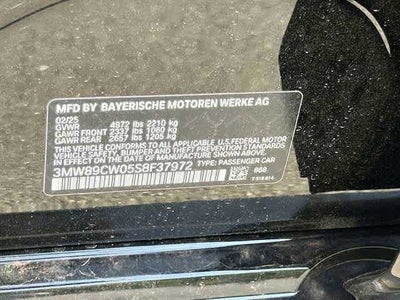 MFD BY BAYERISCHE MOTOREN WERKE AG
02/25
GVWR 4872 lbs 2210 kg
GAWR FRONT 2337 lbs 1060 kg
GAWR REAR 2657 lbs 1205 kg
THIS VEHICLE CONFORMS TO ALL APPLICABLE U.S. FEDERAL MOTOR
VEHICLE SAFETY, BUMPER AND THEFT PREVENTION STANDARDS
IN EFFECT ON THE DATE OF MANUFACTURE SHOWN ABOVE.
3MW89CW05S8F37972 TYPE: PASSENGER CAR
668
7318614